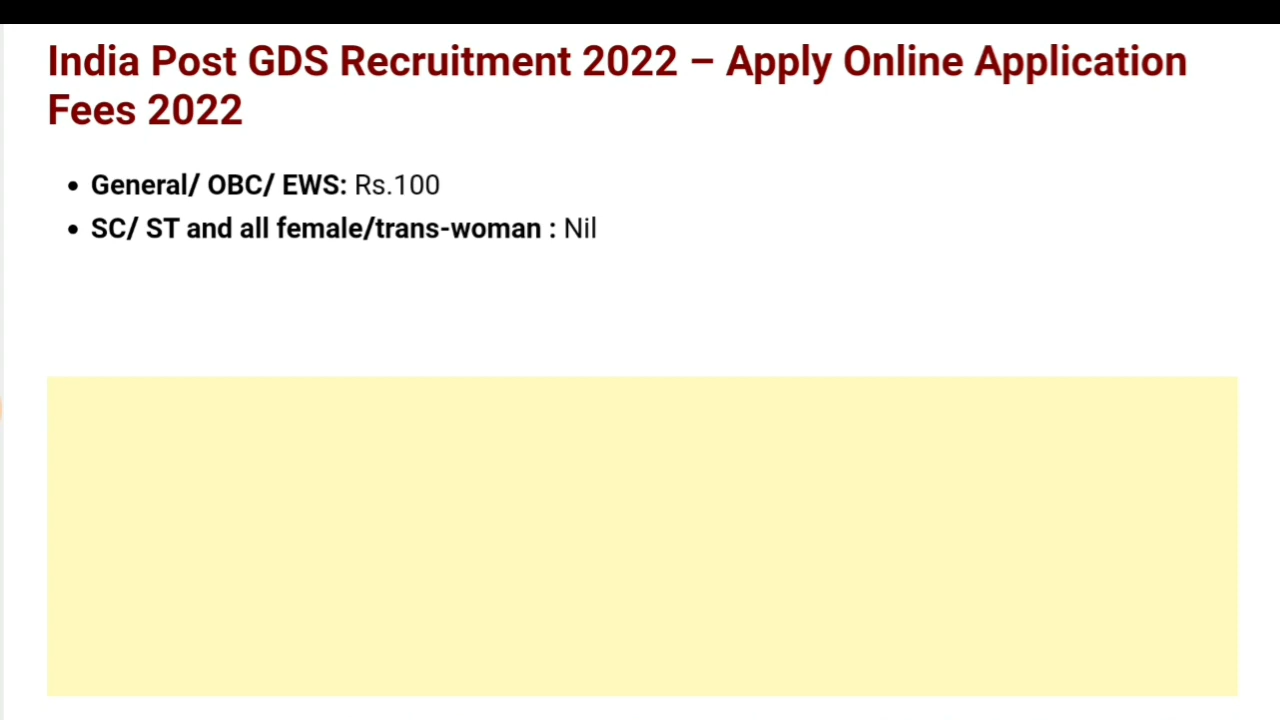 India Post GDS Recruitment 2022 – Apply Online Application
Fees 2022
• General/ OBC/ EWS: Rs.100
• SC/ ST and all female/trans-woman : Nil